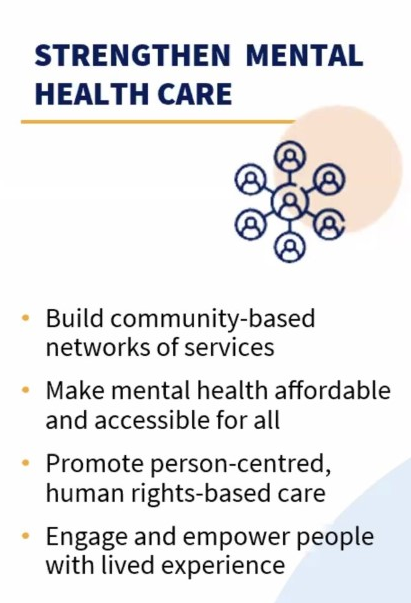 STRENGTHEN MENTAL
HEALTH CARE
• Build community-based
networks of services
• Make mental health affordable
and accessible for all
• Promote person-centred,
human rights-based care
• Engage and empower people
with lived experience